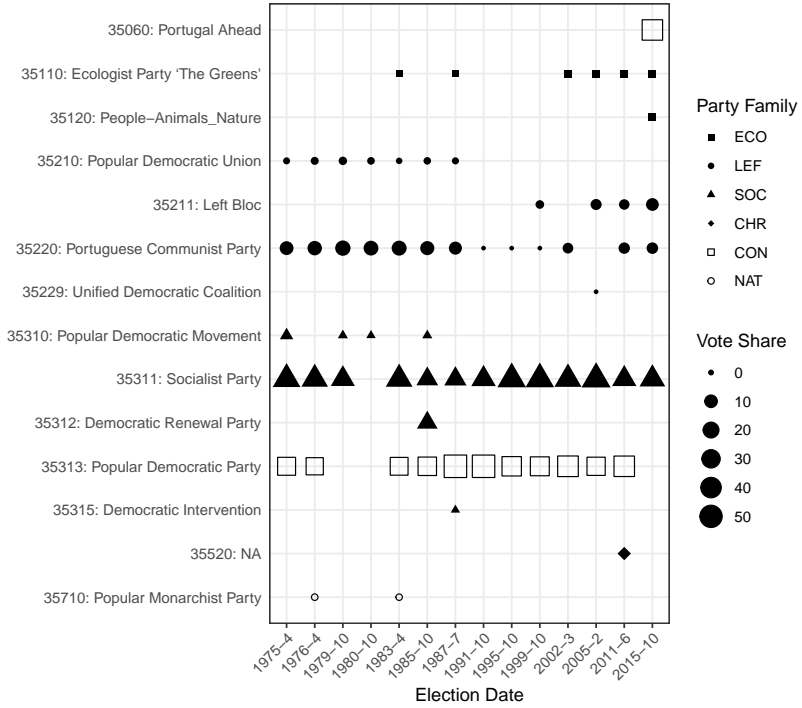 35060: Portugal Ahead
35110: Ecologist Party ‘The Greens’
35120: People−Animals_Nature
35210: Popular Democratic Union
35211: Left Bloc
35220: Portuguese Communist Party
35229: Unified Democratic Coalition
35310: Popular Democratic Movement
35311: Socialist Party
35312: Democratic Renewal Party
35313: Popular Democratic Party
35315: Democratic Intervention
35520: NA
35710: Popular Monarchist Party
1975−4
1976−4
1979−10
1980−10
1983−4
1985−10
1987−7
1991−10
1995−10
1999−10
2002−3
2005−2
2011−6
2015−10
Election Date
Party Family
ECO
LEF
SOC
CHR
CON
NAT
Vote Share
0
10
20
30
40
50